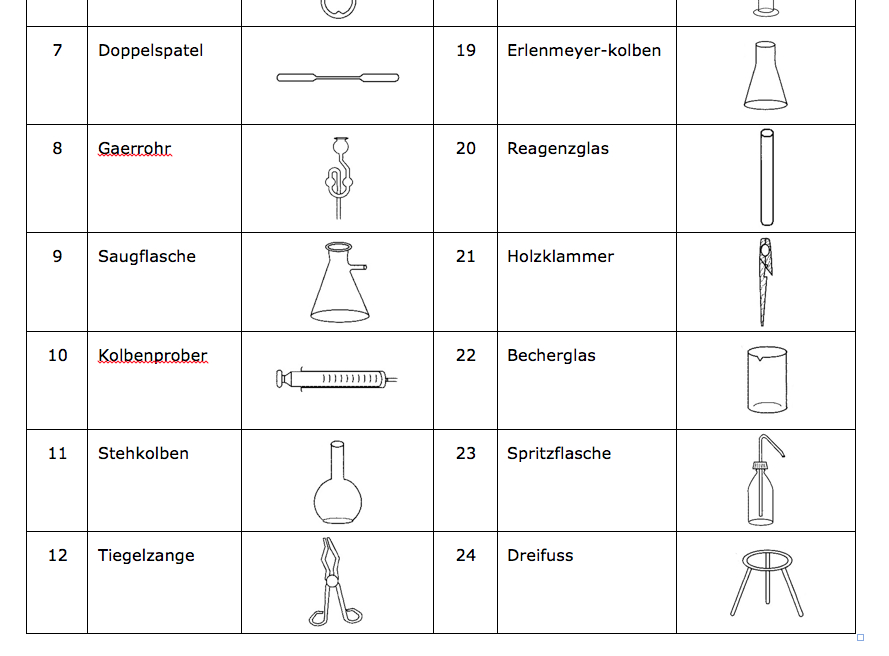 7 Doppelspatel 19 Erlenmeyer-kolben
8 Gaerrohr 20 Reagenzglas
9 Saugflasche 21 Holzklammer
10 Kolbenprober 22 Becherglas
11 Stehkolben 23 Spritzflasche
12 Tiegelzange 24 Dreifuss